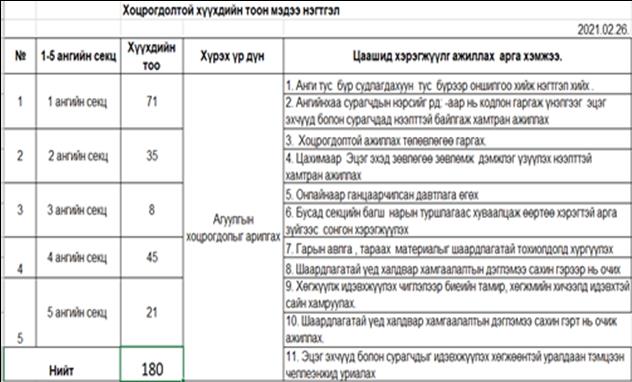 Хоцрогдолтой хүүхдийн тоон мэдээ нэгтгэл
2021.02.26.
№ 1-5 ангийн секц Хүүхдийн тоо Хүрэх үр дүн Цаашид хэрэгжүүлг ажиллах арга хэмжээ.
1 1 ангийн секц 71
1. Анги тус бүр судлагдахуун тус бүрээр оншилгоо хийж нэгтгэл хийх .
2. Ангийнхаа сурагчдын нэрсийг рд: -аар нь кодлон гаргаж үнэлгээг эцэг
эхчүүд болон сурагчдад нээлттэй байлгаж хамтран ажиллах
2 2 ангийн секц 35
3. Хоцрогдолтой ажиллах төлөвлөгөө гаргах.
4. Цахимаар Эцэг эхэд зөвлөгөө зөвлөмж дэмжлэг үзүүлэх нээлттэй
хамтран ажиллах
3 3 ангийн секц 8
Агуулгын
хоцрогдолыг арилгах
5. Онлайнаар ганцаарчилсан давтлага өгөх
6. Бусад секцийн багш нарын туршлагаас хуваалцаж өөртөө хэрэгтэй арга
зүйгээс сонгон хэрэгжүүлэх
4 4 ангийн секц 45
7. Гарын авлга , тараах материалыг шаардлагатай тохиолдолд хүргүүлэх
8. Шаардлагатай үед халдвар хамгаалалтын дэглэмээ сахин гэрээр нь очих
5 5 ангийн секц 21
9. Хөгжүүлж идэвхжүүлэх чиглэлээр биеийн тамир, хөгжмийн хичээлд идэвхтэй
сайн хамруулах.
10. Шаардлагатай үед халдвар хамгаалалтын дэглэмээ сахин гэрт нь очиж
ажиллах.
Нийт 180
11. Эцэг эхчүүд болон сурагчдыг идэвхжүүлэх хөгжөөнтэй уралдаан тэмцээн
челлеэнжид уриалах